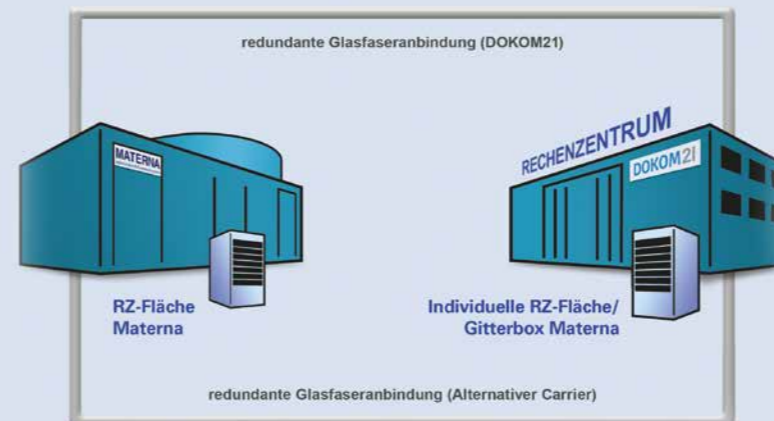 redundante Glasfaseranbindung (DOKOM21)
MATERNA
RECHENZENTRUM
DOKOM21
RZ-Fläche
Materna
Individuelle RZ-Fläche/
Gitterbox Materna
redundante Glasfaseranbindung (Alternativer Carrier)